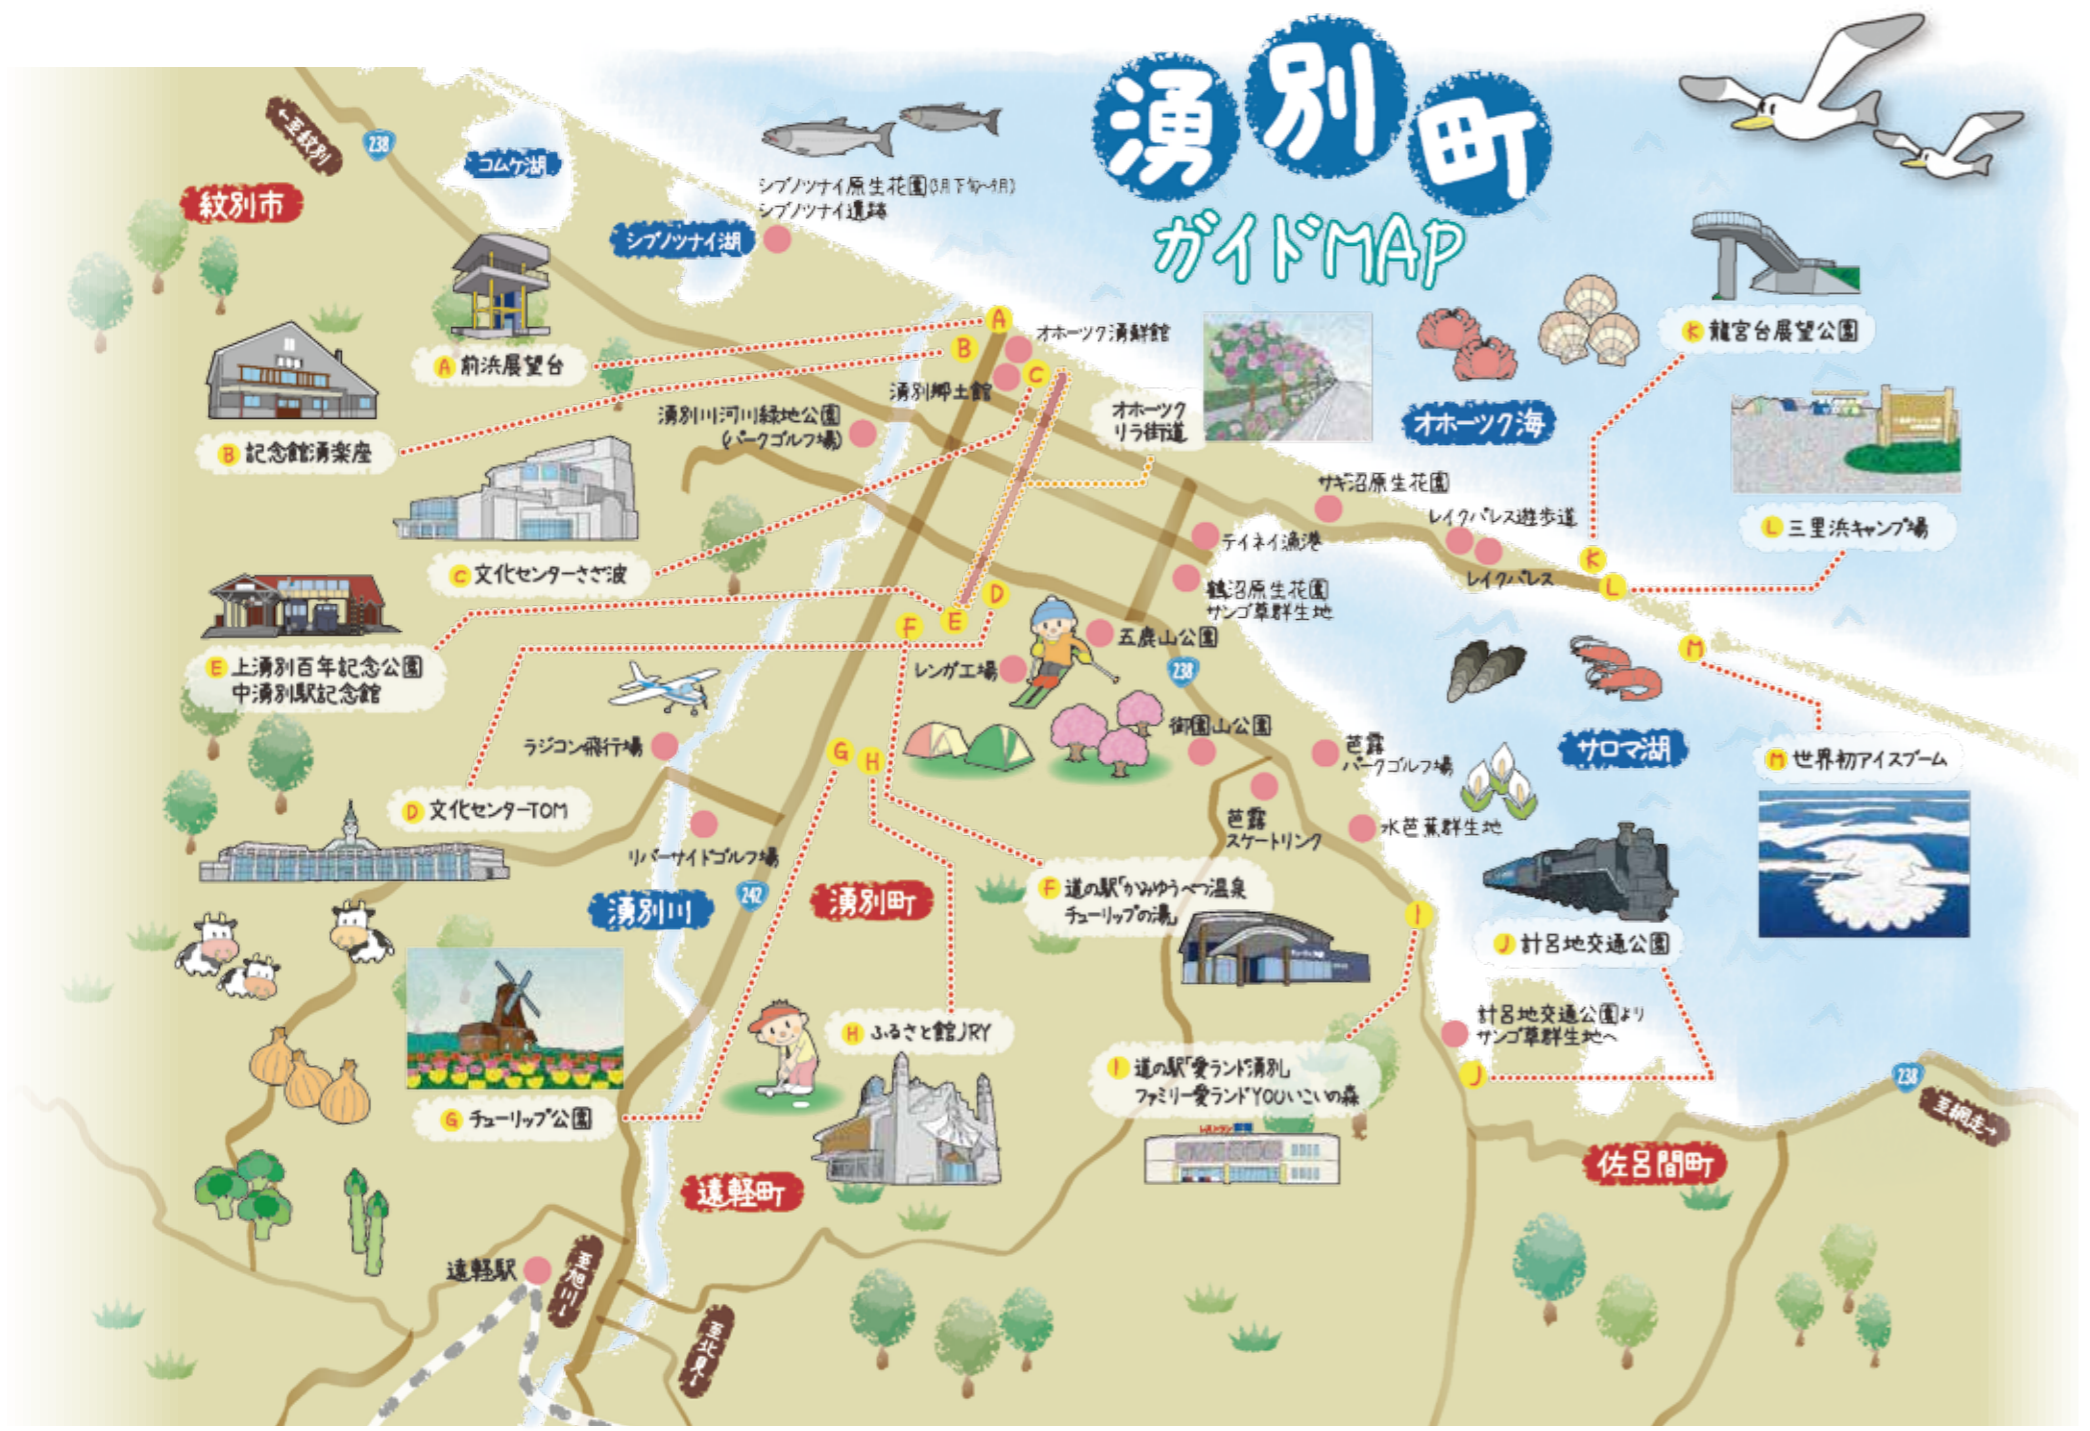 湧別町
ガイドMAP
←至紋別
238
コムケ湖
紋別市
シブノツナイ湖
シブノツナイ原生花園
シブノツナイ遺跡
A 前浜展望台
B 記念館湧楽座
C 文化センターさざ波
A
B
C
オホーツク湧鮮館
湧別郷土館
湧別川河川緑地公園
(パークゴルフ場)
オホーツク
リラ街道
オホーツク海
K 龍宮台展望公園
L 三里浜キャンプ場
サギ沼原生花園
レイクパレス遊歩道
レイクパレス
K
L
M
テイネイ漁港
鶴沼原生花園
サンゴ草群生地
D
E
F
五鹿山公園
レンガ工場
238
E 上湧別百年記念公園
中湧別駅記念館
ラジコン飛行場
G
H
御園山公園
芭露
パークゴルフ場
サロマ湖
M 世界初アイスブーム
D 文化センターTOM
リバーサイドゴルフ場
芭露
スケートリンク
水芭蕉群生地
湧別川
242
湧別町
F 道の駅「かみゆうべつ温泉
チューリップの湯」
I
J 計呂地交通公園
計呂地交通公園より
サンゴ草群生地へ
J
H ふるさと館JRY
I 道の駅「愛ランド湧別」
ファミリー愛ランドYOUいこいの森
G チューリップ公園
238
至網走→
佐呂間町
遠軽町
遠軽駅
至旭川↓
至北見↓